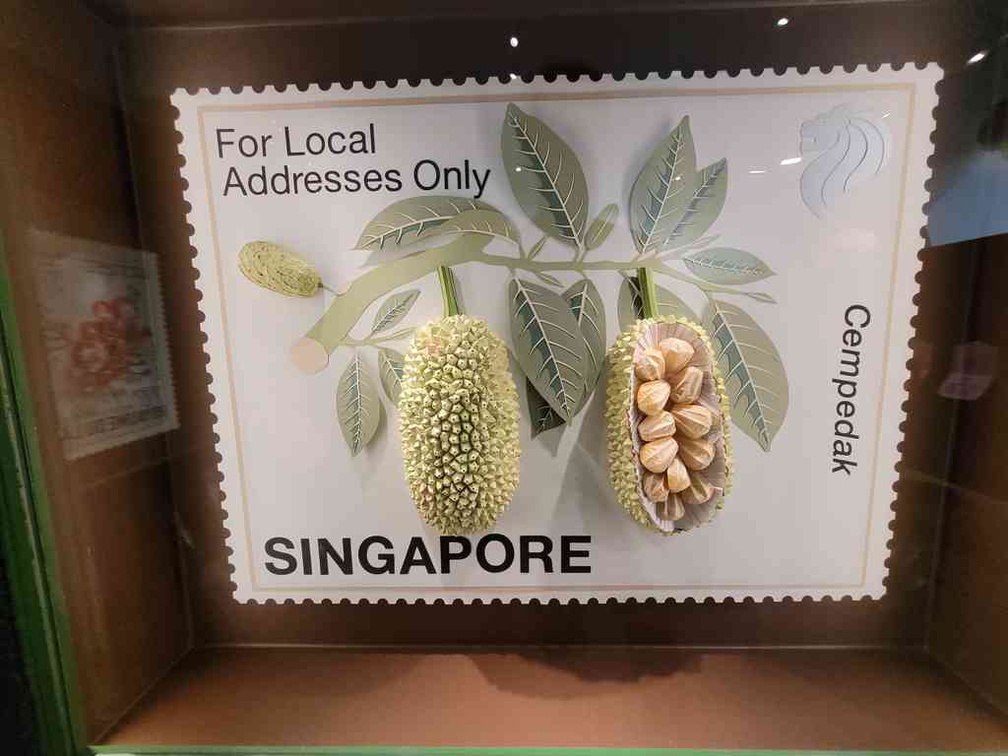 For Local
Addresses Only
Cempedak
SINGAPORE